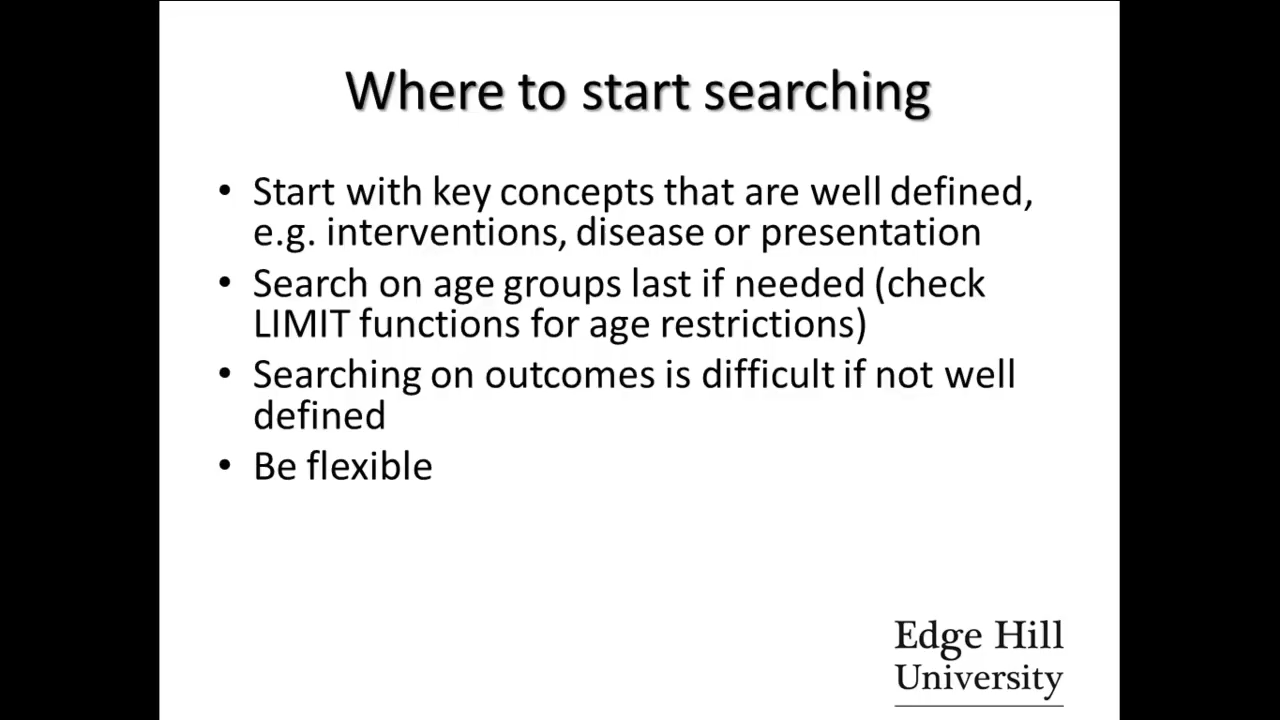 Where to start searching
• Start with key concepts that are well defined,
e.g. interventions, disease or presentation
• Search on age groups last if needed (check
LIMIT functions for age restrictions)
• Searching on outcomes is difficult if not well
defined
• Be flexible
Edge Hill
University